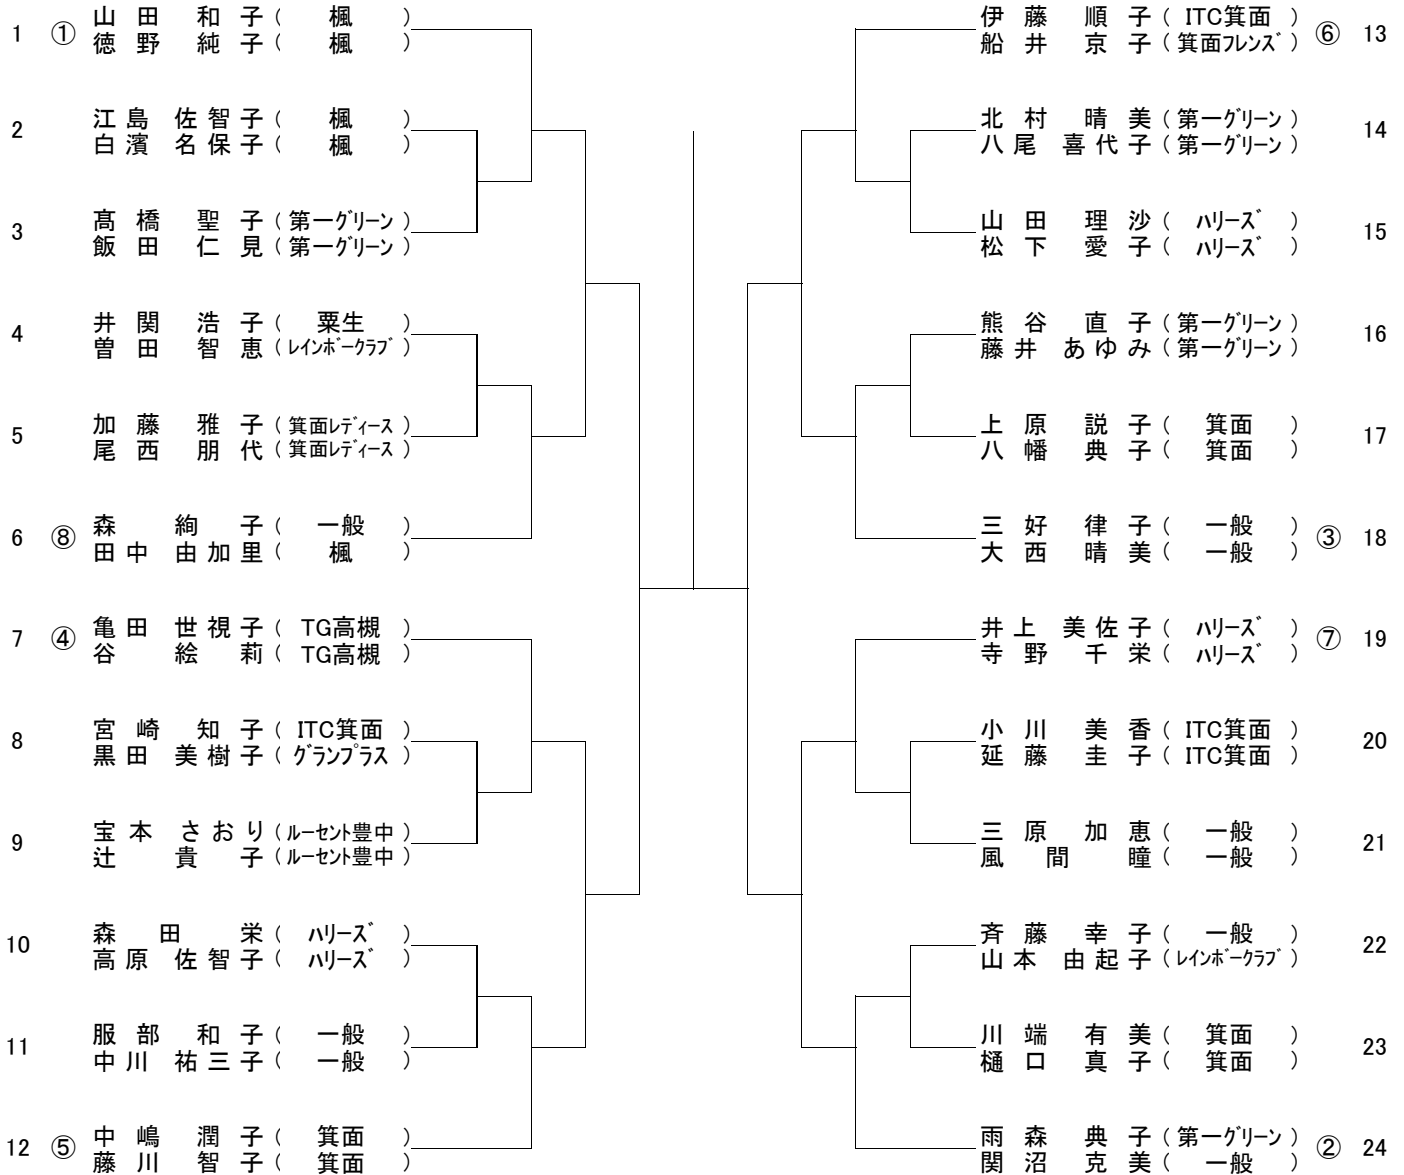 1 ① 山田 和子 ( 楓 )
徳野 純子 ( 楓 )
2 江島 佐智子 ( 楓 )
白濱 名保子 ( 楓 )
3 髙橋 聖子 ( 第一グリーン )
飯田 仁見 ( 第一グリーン )
4 井関 浩子 ( 粟生 )
曽田 智恵 ( レインボークラブ )
5 加藤 雅子 ( 箕面レディース )
尾西 朋代 ( 箕面レディース )
6 ⑧ 森 絢子 ( 一般 )
田中 由加里 ( 楓 )
7 ④ 亀田 世視子 ( TG高槻 )
谷 絵莉 ( TG高槻 )
8 宮崎 知子 ( ITC箕面 )
黒田 美樹子 ( グランプラス )
9 宝本 さおり ( ルーセント豊中 )
辻 貴子 ( ルーセント豊中 )
10 森田 栄 ( ハリーズ )
高原 佐智子 ( ハリーズ )
11 服部 和子 ( 一般 )
中川 祐三子 ( 一般 )
12 ⑤ 中嶋 潤子 ( 箕面 )
藤川 智子 ( 箕面 )
伊藤 順子 ( ITC箕面 ) ⑥ 13
船井 京子 ( 箕面フレンズ )
北村 晴美 ( 第一グリーン ) 14
八尾 喜代子 ( 第一グリーン )
山田 理沙 ( ハリーズ ) 15
松下 愛子 ( ハリーズ )
熊谷 直子 ( 第一グリーン ) 16
藤井 あゆみ ( 第一グリーン )
上原 説子 ( 箕面 ) 17
八幡 典子 ( 箕面 )
三好 律子 ( 一般 ) ③ 18
大西 晴美 ( 一般 )
井上 美佐子 ( ハリーズ ) ⑦ 19
寺野 千栄 ( ハリーズ )
小川 美香 ( ITC箕面 ) 20
延藤 圭子 ( ITC箕面 )
三原 加恵 ( 一般 ) 21
風間 瞳 ( 一般 )
斉藤 幸子 ( 一般 ) 22
山本 由起子 ( レインボークラブ )
川端 有美 ( 箕面 ) 23
樋口 真子 ( 箕面 )
雨森 典子 ( 第一グリーン ) ② 24
関沼 克美 ( 一般 )